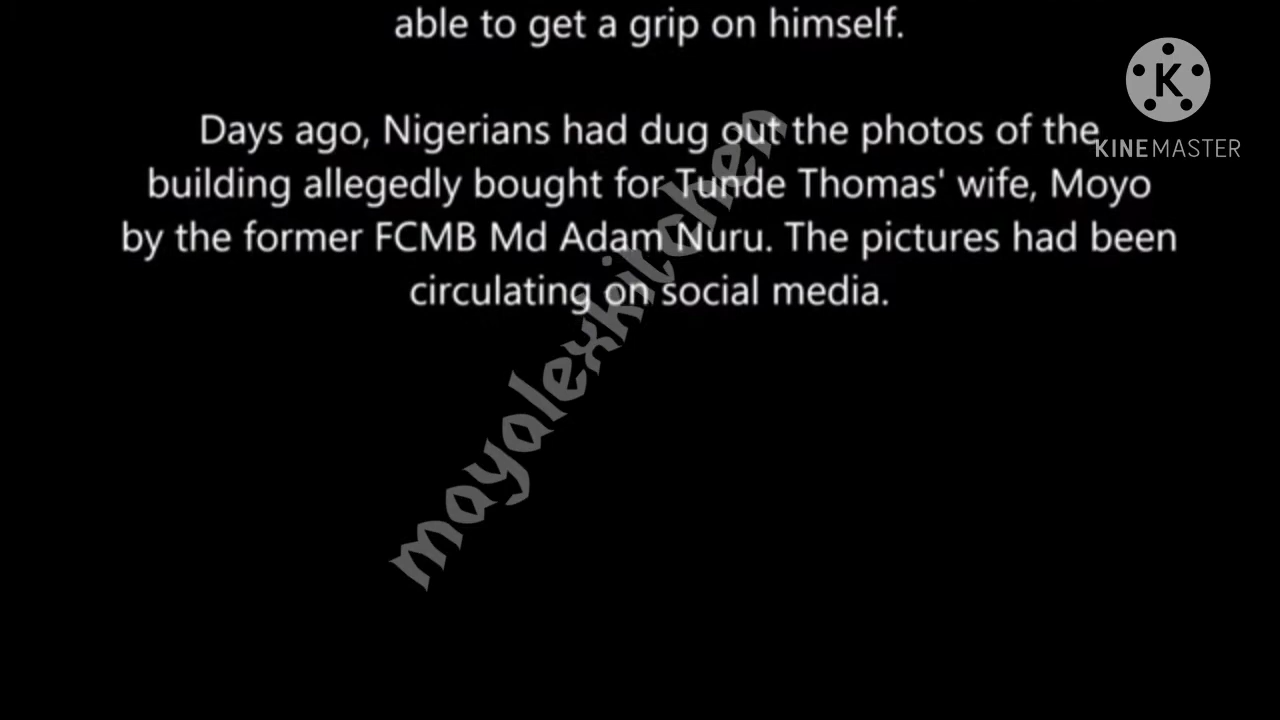 able to get a grip on himself.
K
KINEMASTER
Days ago, Nigerians had dug out the photos of the
building allegedly bought for Tunde Thomas' wife, Moyo
by the former FCMB Md Adam Nuru. The pictures had been
circulating on social media.
mayalexkitchen